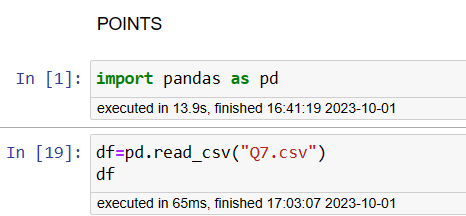 POINTS
In [1]: import pandas as pd
executed in 13.9s, finished 16:41:19 2023-10-01
In [19]: df=pd.read_csv("Q7.csv")
df
executed in 65ms, finished 17:03:07 2023-10-01